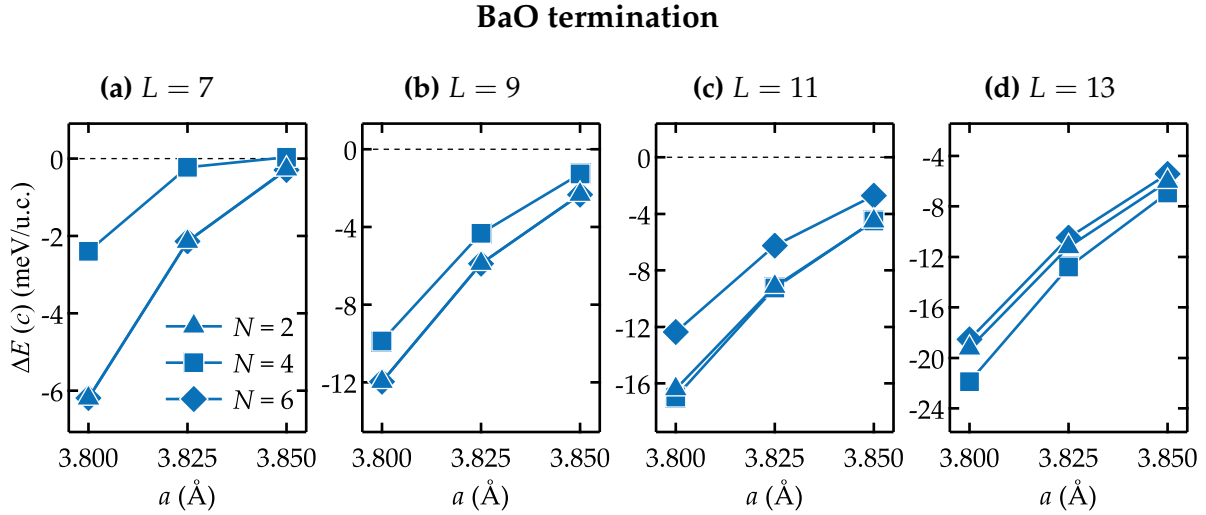 BaO termination
(a) L = 7
(b) L = 9
(c) L = 11
(d) L = 13
ΔE (c) (meV/u.c.)
0
-2
-4
-6
N = 2
N = 4
N = 6
0
-4
-8
-12
0
-4
-8
-12
-16
-4
-8
-12
-16
-20
-24
3.800 3.825 3.850
3.800 3.825 3.850
3.800 3.825 3.850
3.800 3.825 3.850
a (Å)
a (Å)
a (Å)
a (Å)